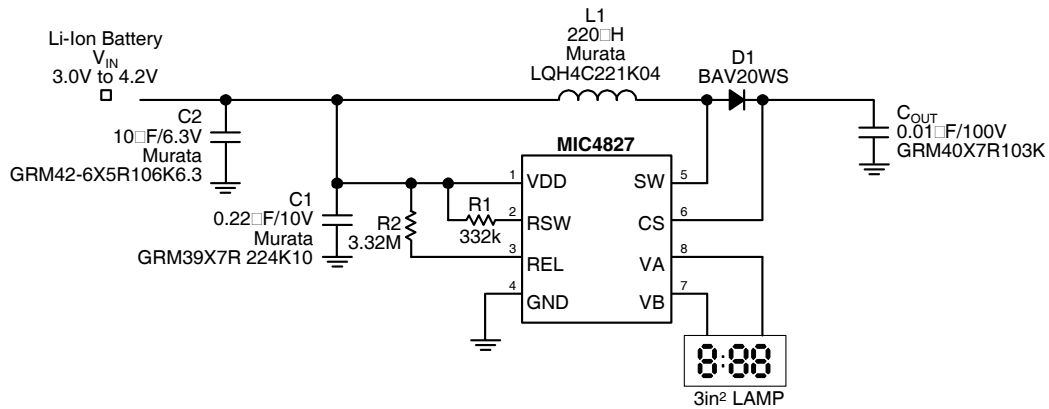 Li-Ion Battery
VIN
3.0V to 4.2V
C2
10□F/6.3V
Murata
GRM42-6X5R106K6.3
C1
0.22□F/10V
Murata
GRM39X7R 224K10
R2
3.32M
R1
332k
L1
220□H
Murata
LQH4C221K04
D1
BAV20WS
COUT
0.01□F/100V
GRM40X7R103K
MIC4827
1 VDD SW 5
2 RSW CS 6
3 REL VA 8
4 GND VB 7
8:88
3in² LAMP